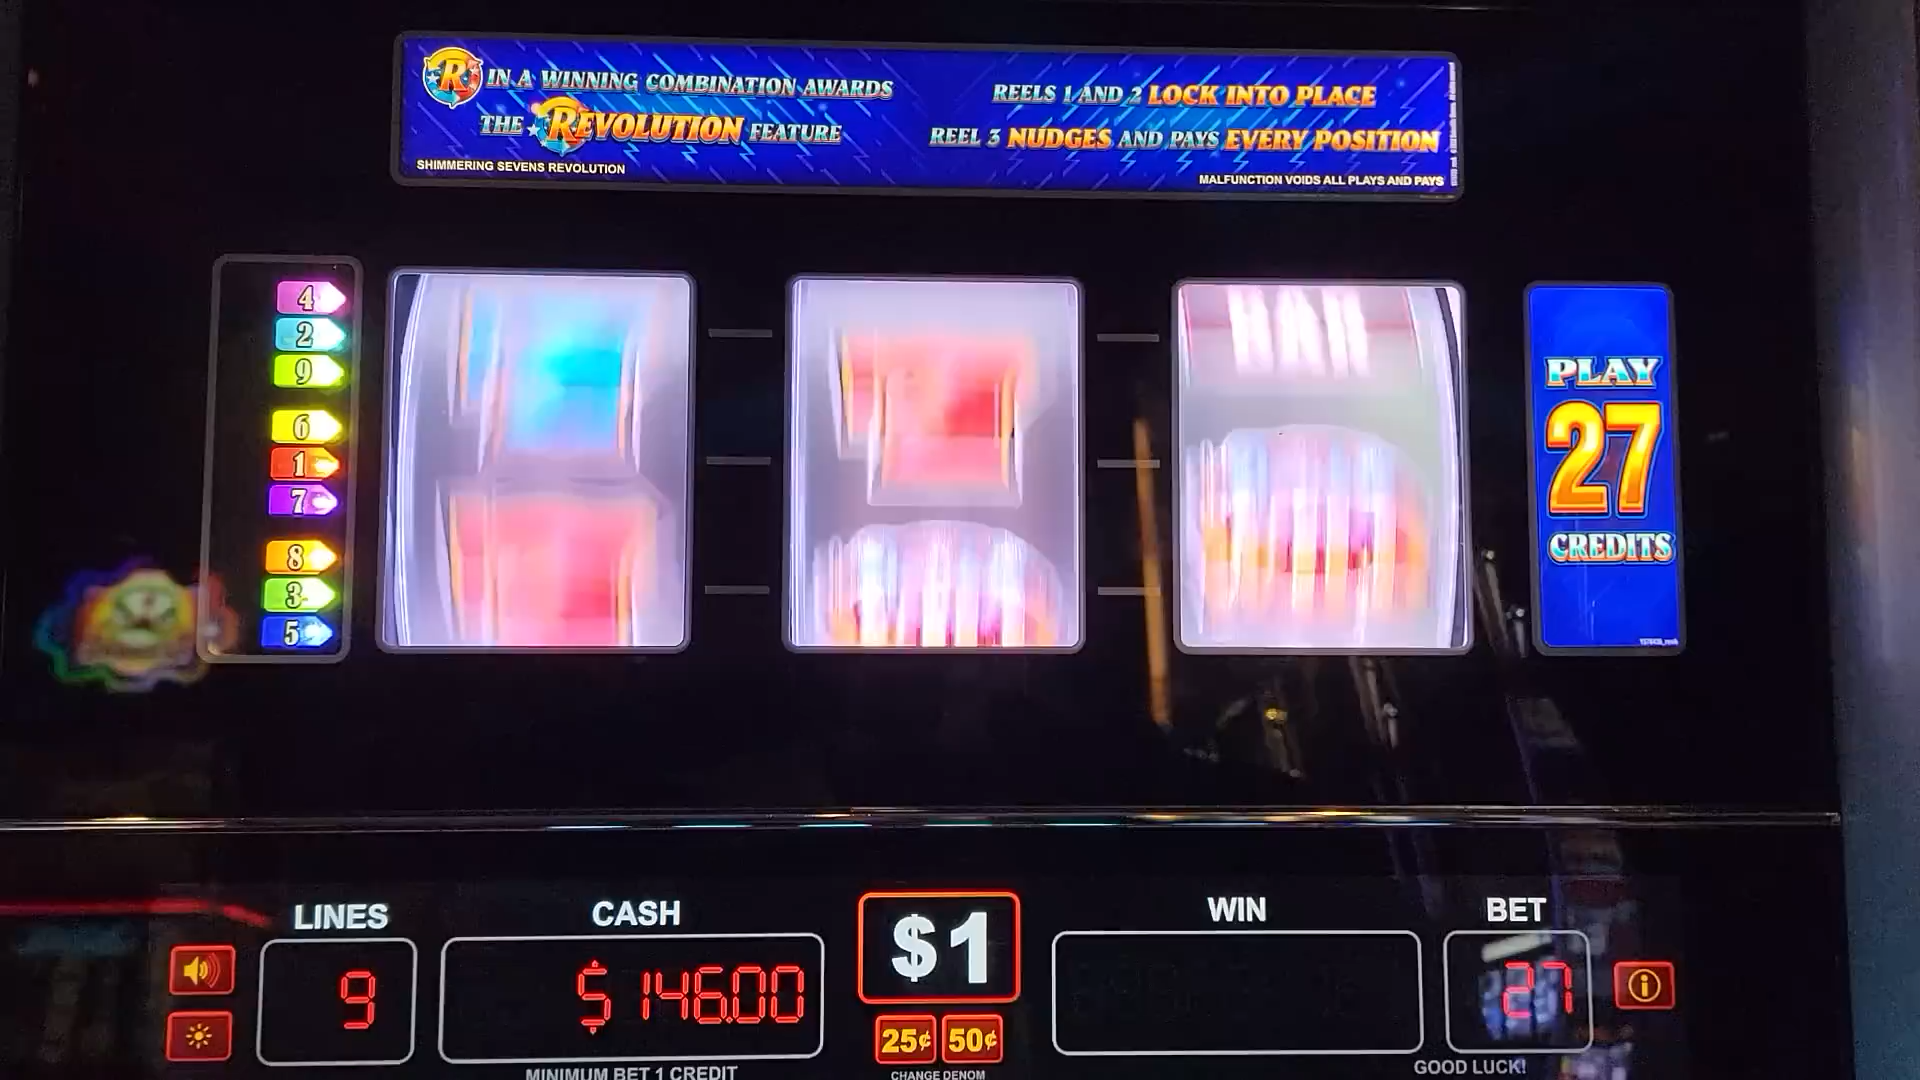 R IN A WINNING COMBINATION AWARDS
THE REVOLUTION FEATURE
SHIMMERING SEVENS REVOLUTION
REELS 1 AND 2 LOCK INTO PLACE
REEL 3 NUDGES AND PAYS EVERY POSITION
MALFUNCTION VOIDS ALL PLAYS AND PAYS
4
2
9
6
1
7
8
3
5
PLAY
27
CREDITS
LINES
9
CASH
$146.00
MINIMUM BET 1 CREDIT
$1
25¢ 50¢
CHANGE DENOM
WIN
BET
27
GOOD LUCK!